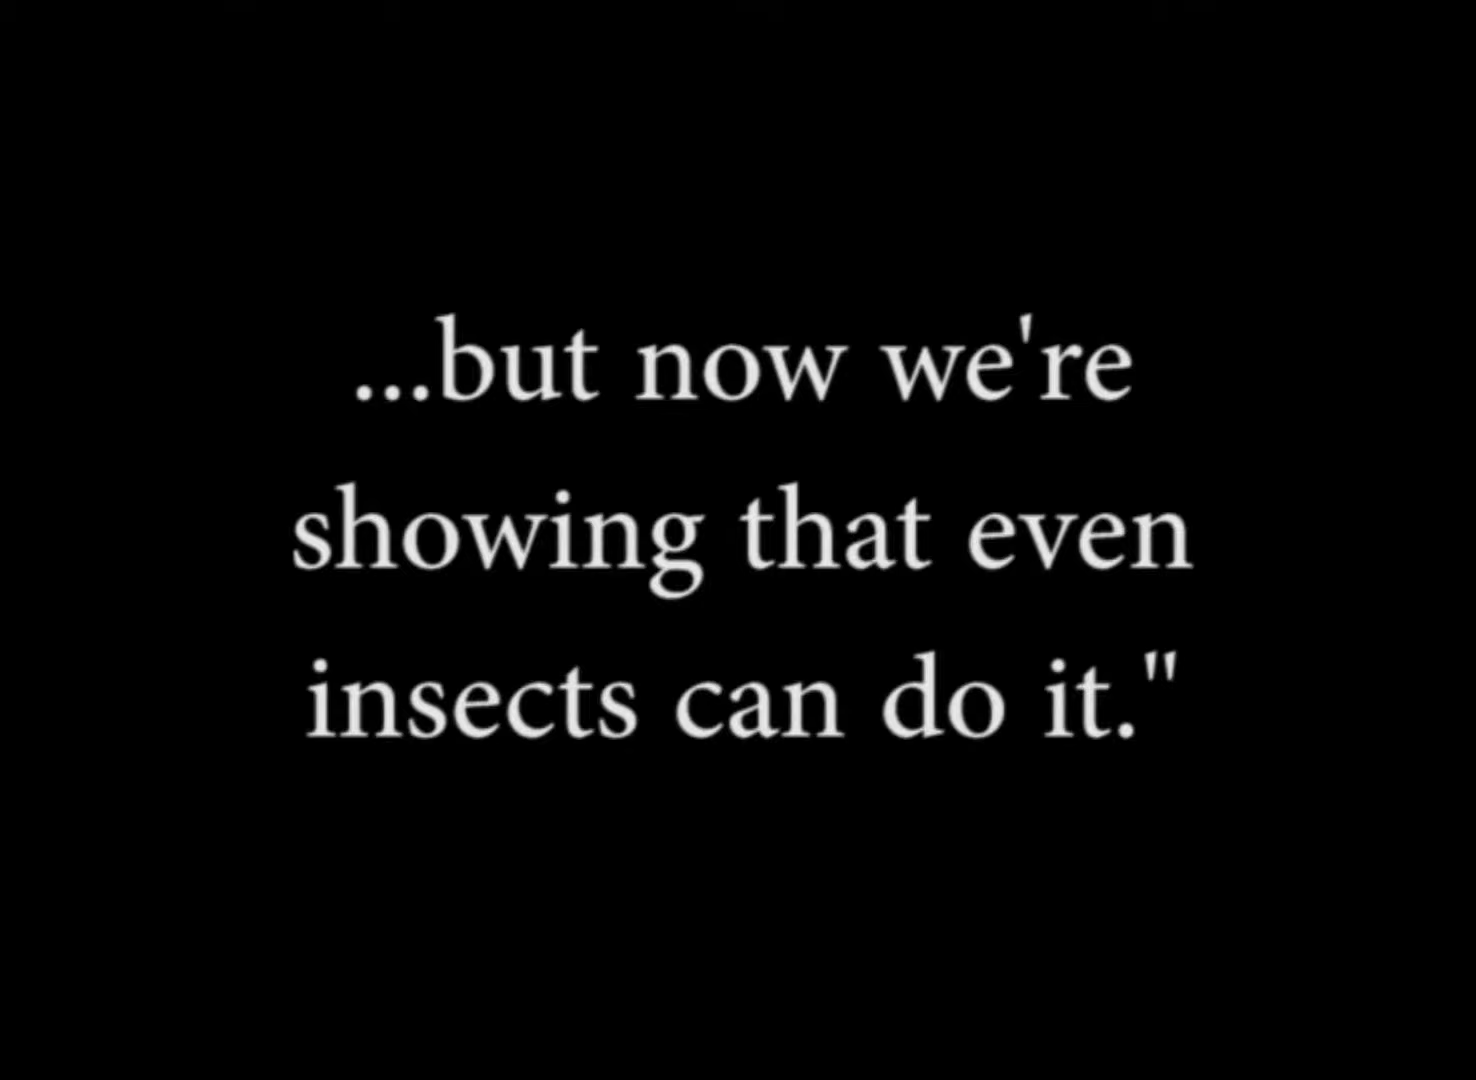 ...but now we're
showing that even
insects can do it."